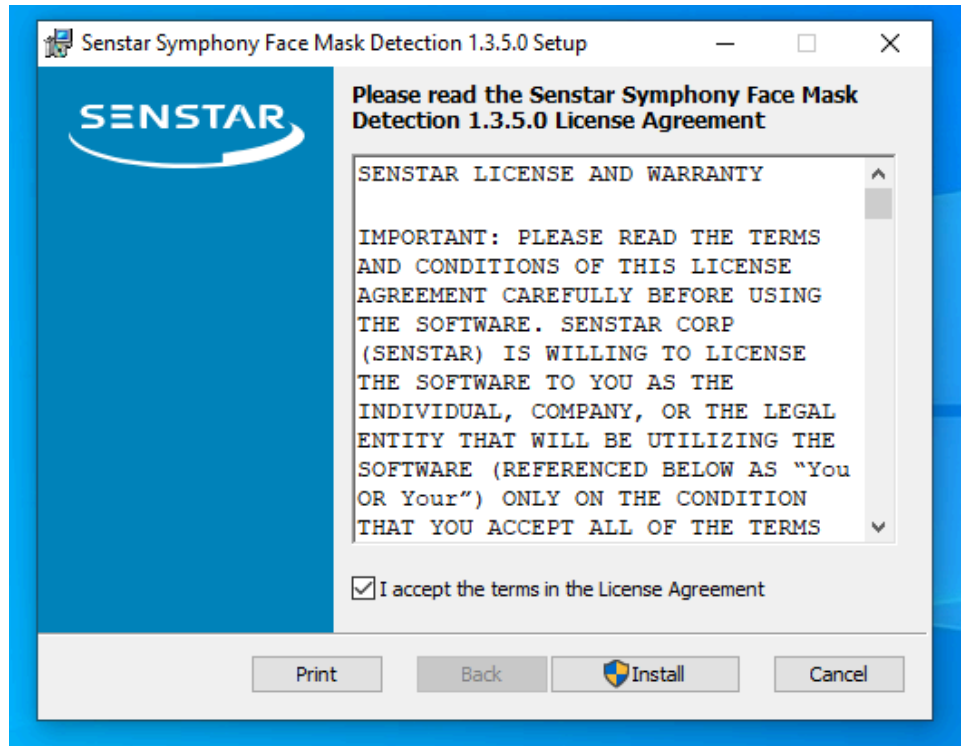 Senstar Symphony Face Mask Detection 1.3.5.0 Setup
SENSTAR
Please read the Senstar Symphony Face Mask
Detection 1.3.5.0 License Agreement
SENSTAR LICENSE AND WARRANTY
IMPORTANT: PLEASE READ THE TERMS
AND CONDITIONS OF THIS LICENSE
AGREEMENT CAREFULLY BEFORE USING
THE SOFTWARE. SENSTAR CORP
(SENSTAR) IS WILLING TO LICENSE
THE SOFTWARE TO YOU AS THE
INDIVIDUAL, COMPANY, OR THE LEGAL
ENTITY THAT WILL BE UTILIZING THE
SOFTWARE (REFERENCED BELOW AS “You
OR Your”) ONLY ON THE CONDITION
THAT YOU ACCEPT ALL OF THE TERMS
I accept the terms in the License Agreement
Print
Back
Install
Cancel